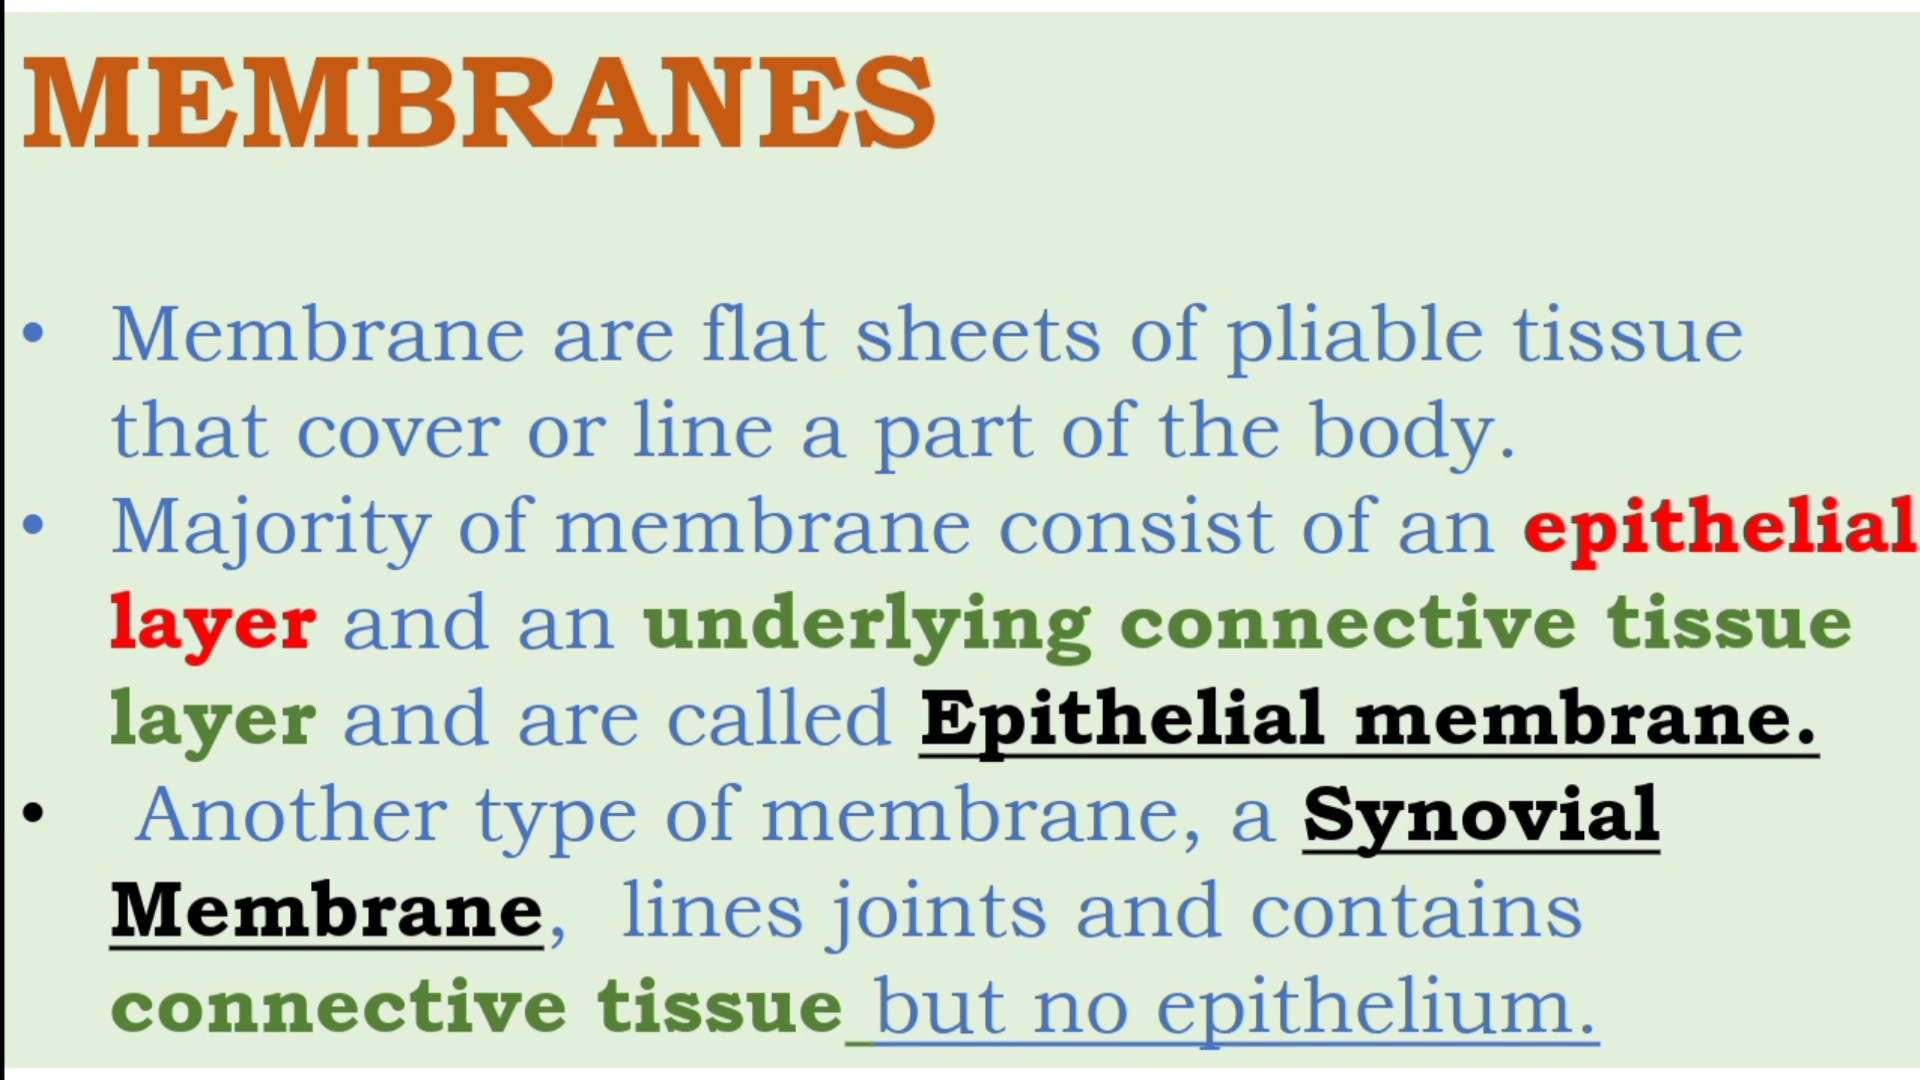 MEMBRANES
• Membrane are flat sheets of pliable tissue
that cover or line a part of the body.
• Majority of membrane consist of an epithelial
layer and an underlying connective tissue
layer and are called Epithelial membrane.
• Another type of membrane, a Synovial
Membrane, lines joints and contains
connective tissue but no epithelium.